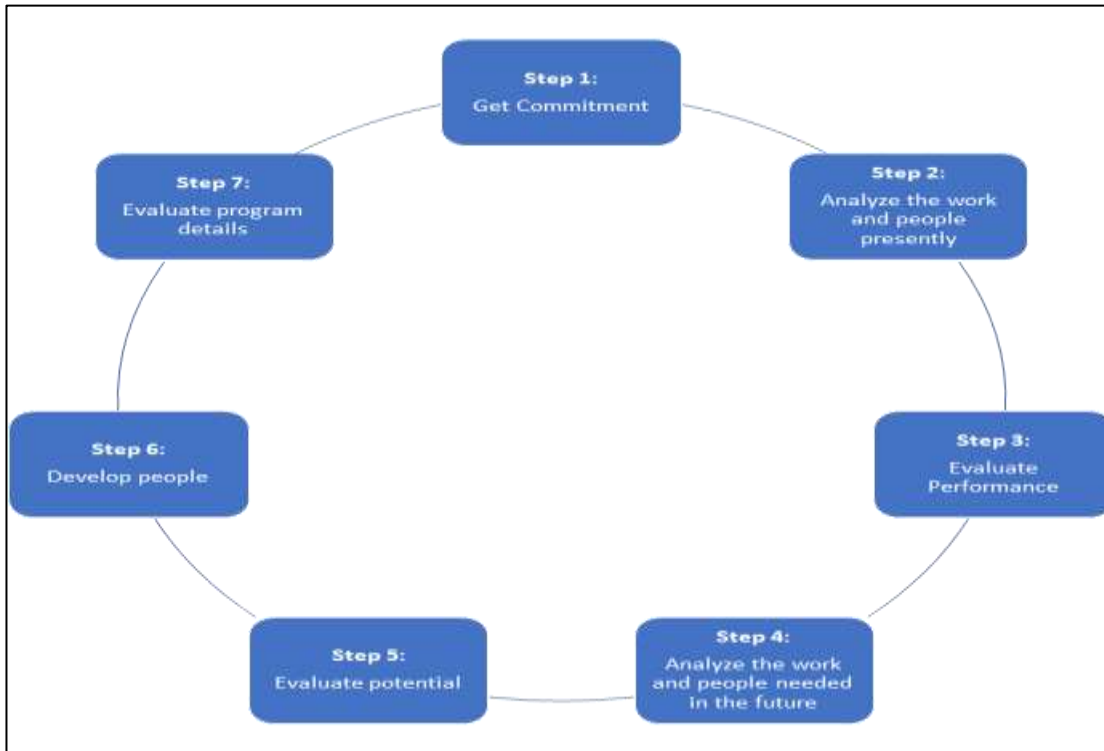 Step 1:
Get Commitment
Step 2:
Analyze the work
and people
presently
Step 3:
Evaluate
Performance
Step 4:
Analyze the work
and people needed
in the future
Step 5:
Evaluate potential
Step 6:
Develop people
Step 7:
Evaluate program
details